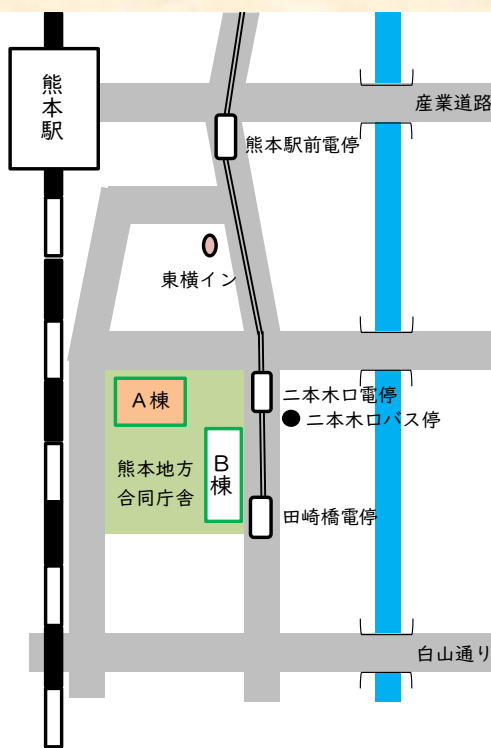 熊本駅
産業道路
熊本駅前電停
東横イン
二本木口電停
二本木口バス停
A棟
B棟
熊本地方
合同庁舎
田崎橋電停
白山通り